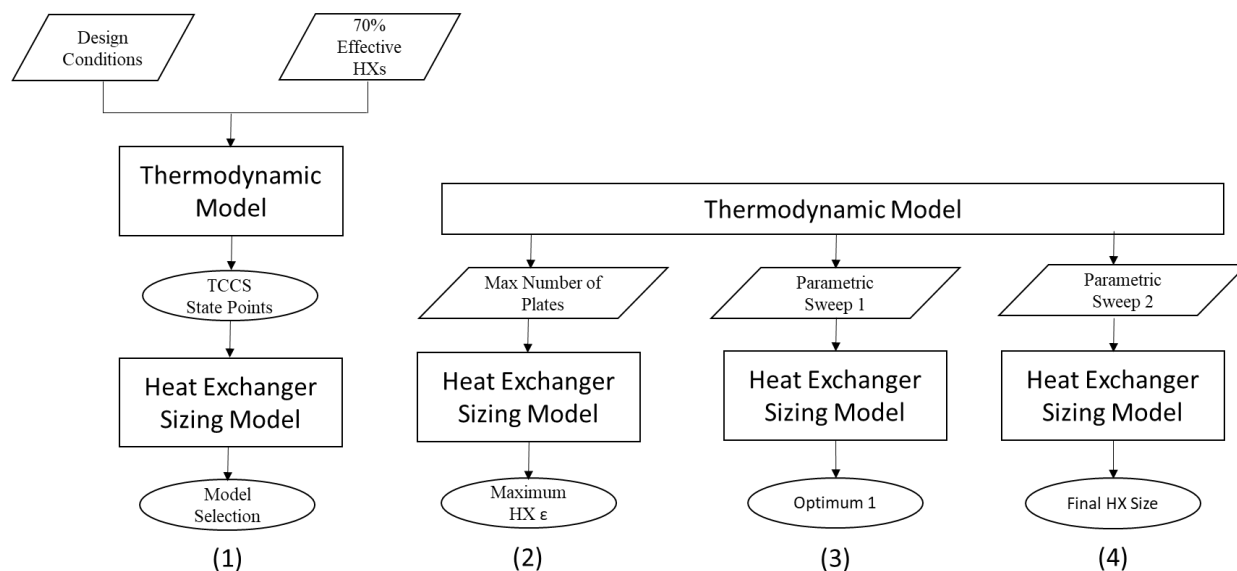 Design
Conditions
70%
Effective
HXs
Thermodynamic
Model
TCCS
State Points
Heat Exchanger
Sizing Model
Model
Selection
(1)
Thermodynamic Model
Max Number of
Plates
Heat Exchanger
Sizing Model
Maximum
HX ε
(2)
Parametric
Sweep 1
Heat Exchanger
Sizing Model
Optimum 1
(3)
Parametric
Sweep 2
Heat Exchanger
Sizing Model
Final HX Size
(4)